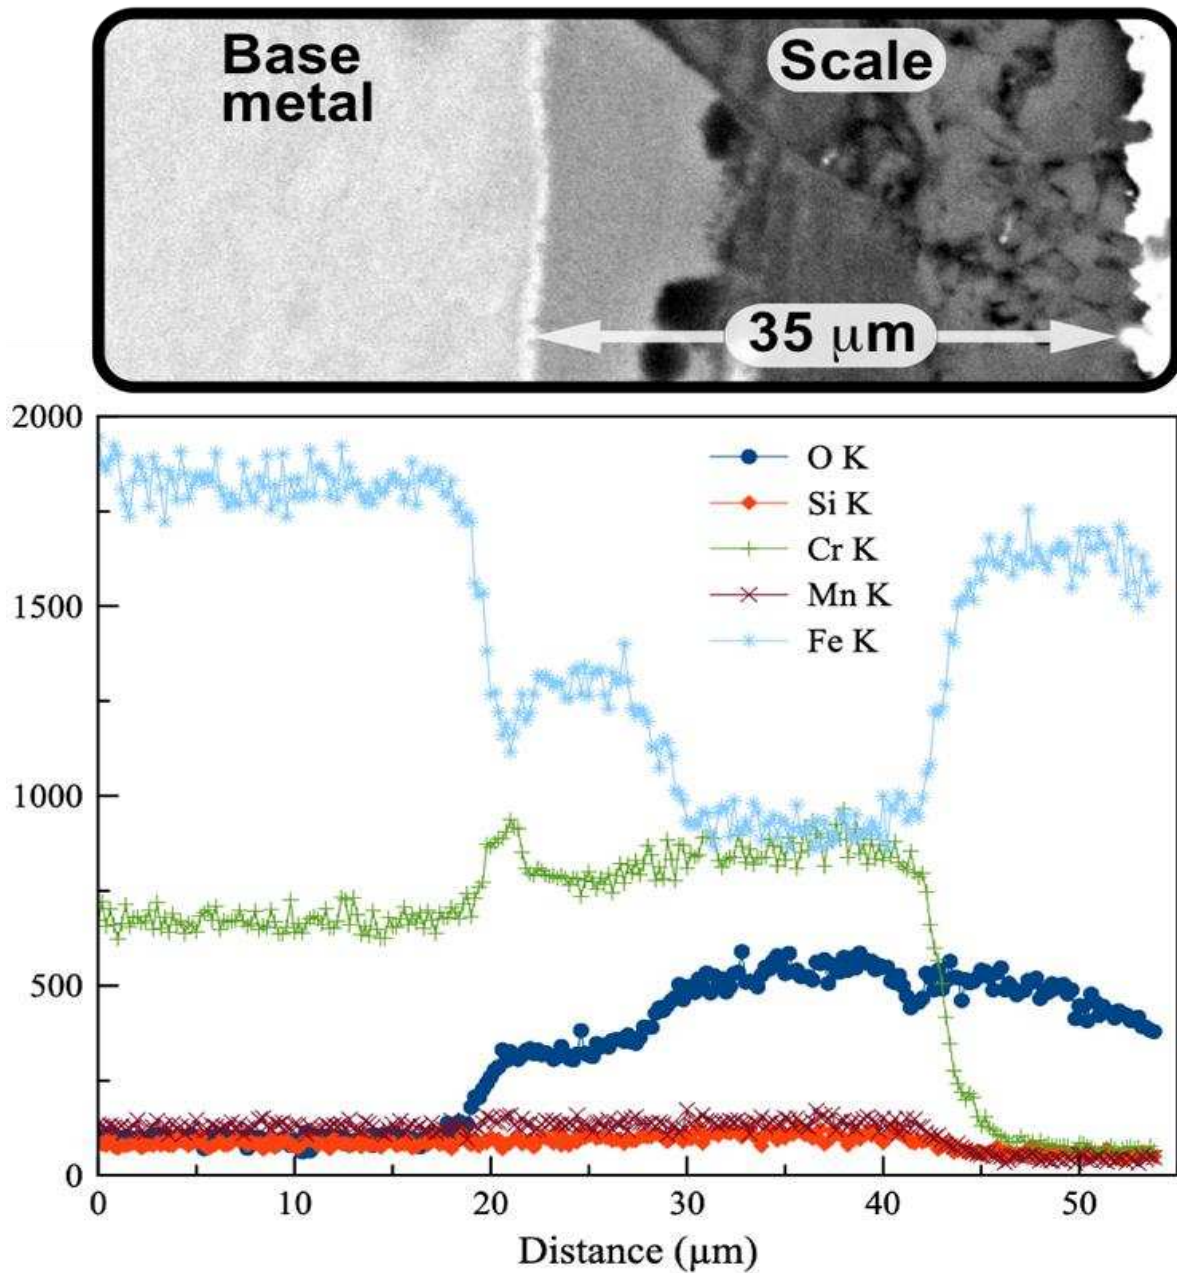 Base
metal
Scale
35 μm
2000
1500
1000
500
0
O K
Si K
Cr K
Mn K
Fe K
0
10
20
30
40
50
Distance (µm)